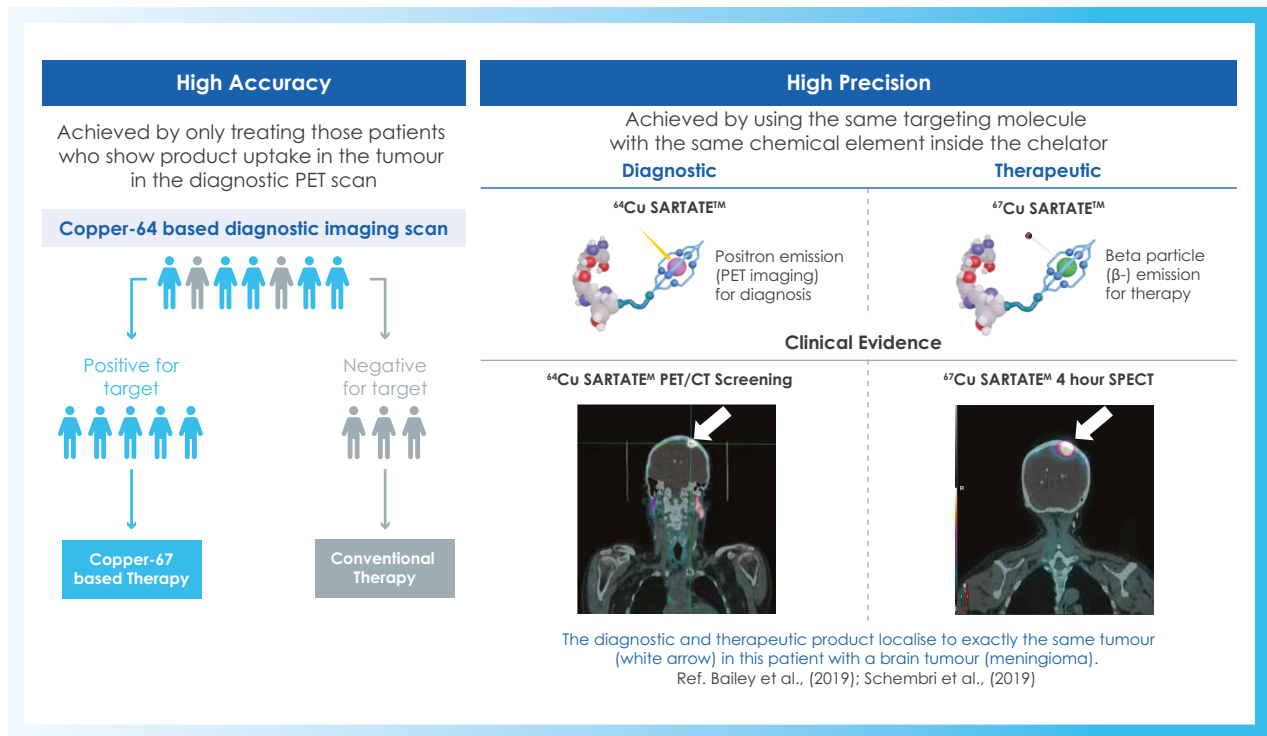 High Accuracy
Achieved by only treating those patients
who show product uptake in the tumour
in the diagnostic PET scan
Copper-64 based diagnostic imaging scan
Positive for
target
Negative
for target
Copper-67
based Therapy
Conventional
Therapy
High Precision
Achieved by using the same targeting molecule
with the same chemical element inside the chelator
Diagnostic
Therapeutic
⁶⁴Cu SARTATE™
Positron emission
(PET imaging)
for diagnosis
⁶⁷Cu SARTATE™
Beta particle
(β-) emission
for therapy
Clinical Evidence
⁶⁴Cu SARTATEᴹ PET/CT Screening
⁶⁷Cu SARTATEᴹ 4 hour SPECT
R
The diagnostic and therapeutic product localise to exactly the same tumour
(white arrow) in this patient with a brain tumour (meningioma).
Ref. Bailey et al., (2019); Schembri et al., (2019)